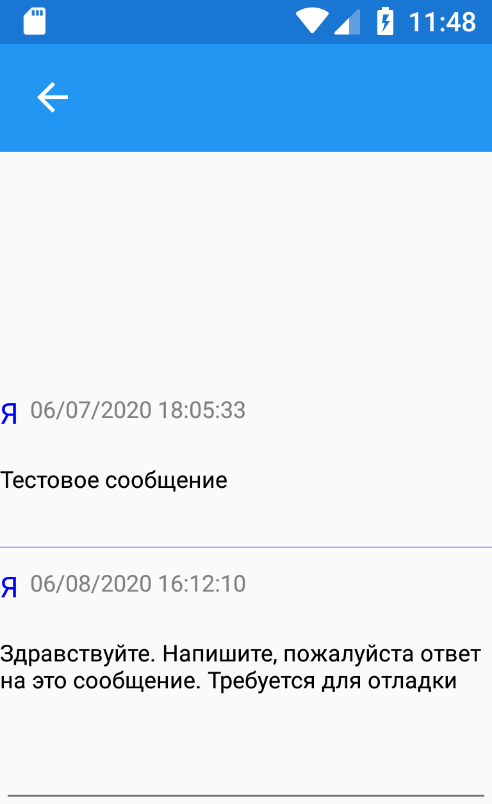 11:48
Я 06/07/2020 18:05:33
Тестовое сообщение
Я 06/08/2020 16:12:10
Здравствуйте. Напишите, пожалуйста ответ
на это сообщение. Требуется для отладки